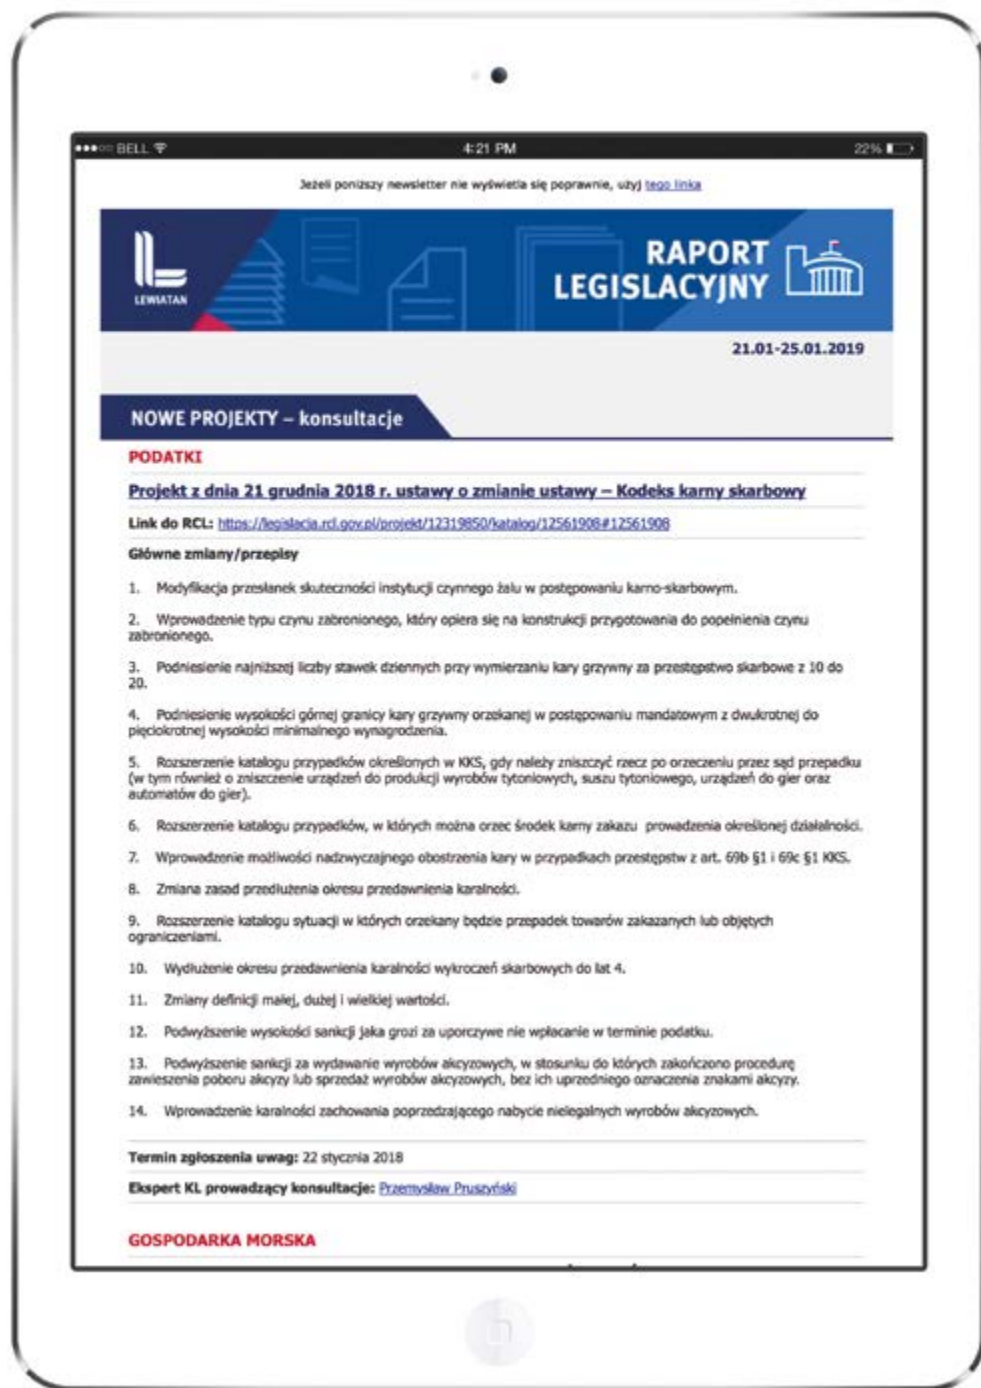 BELL
4:21 PM
22%
Jeżeli poniższy newsletter nie wyświetla się poprawnie, użyj tego linka
LEWIATAN
RAPORT
LEGISLACYJNY
21.01-25.01.2019
NOWE PROJEKTY – konsultacje
PODATKI
Projekt z dnia 21 grudnia 2018 r. ustawy o zmianie ustawy – Kodeks karny skarbowy
Link do RCL: https://legislacja.rcl.gov.pl/projekt/12319850/katalog/12561908#12561908
Główne zmiany/przepisy
1. Modyfikacja przesłanek skuteczności instytucji czynnego żalu w postępowaniu karno-skarbowym.
2. Wprowadzenie typu czynu zabronionego, który opiera się na konstrukcji przygotowania do popełnienia czynu
zabronionego.
3. Podniesienie najniższej liczby stawek dziennych przy wymierzaniu kary grzywny za przestępstwo skarbowe z 10 do
20.
4. Podniesienie wysokości górnej granicy kary grzywny orzekanej w postępowaniu mandatowym z dwukrotnej do
pięciokrotnej wysokości minimalnego wynagrodzenia.
5. Rozszerzenie katalogu przypadków określonych w KKS, gdy należy zniszczyć rzecz po orzeczeniu przez sąd przepadku
(w tym również o zniszczenie urządzeń do produkcji wyrobów tytoniowych, suszu tytoniowego, urządzeń do gier oraz
automatów do gier).
6. Rozszerzenie katalogu przypadków, w których można orzec środek karny zakazu prowadzenia określonej działalności.
7. Wprowadzenie możliwości nadzwyczajnego obostrzenia kary w przypadkach przestępstw z art. 69b §1 i 69c §1 KKS.
8. Zmiana zasad przedłużenia okresu przedawnienia karalności.
9. Rozszerzenie katalogu sytuacji w których orzekany będzie przepadek towarów zakazanych lub objętych
ograniczeniami.
10. Wydłużenie okresu przedawnienia karalności wykroczeń skarbowych do lat 4.
11. Zmiany definicji małej, dużej i wielkiej wartości.
12. Podwyższenie wysokości sankcji jaka grozi za uporczywe nie wpłacanie w terminie podatku.
13. Podwyższenie sankcji za wydawanie wyrobów akcyzowych, w stosunku do których zakończono procedurę
zawieszenia poboru akcyzy lub sprzedaż wyrobów akcyzowych, bez ich uprzedniego oznaczenia znakami akcyzy.
14. Wprowadzenie karalności zachowania poprzedzającego nabycie nielegalnych wyrobów akcyzowych.
Termin zgłoszenia uwag: 22 stycznia 2018
Ekspert KL prowadzący konsultacje: Przemysław Pruszyński
GOSPODARKA MORSKA